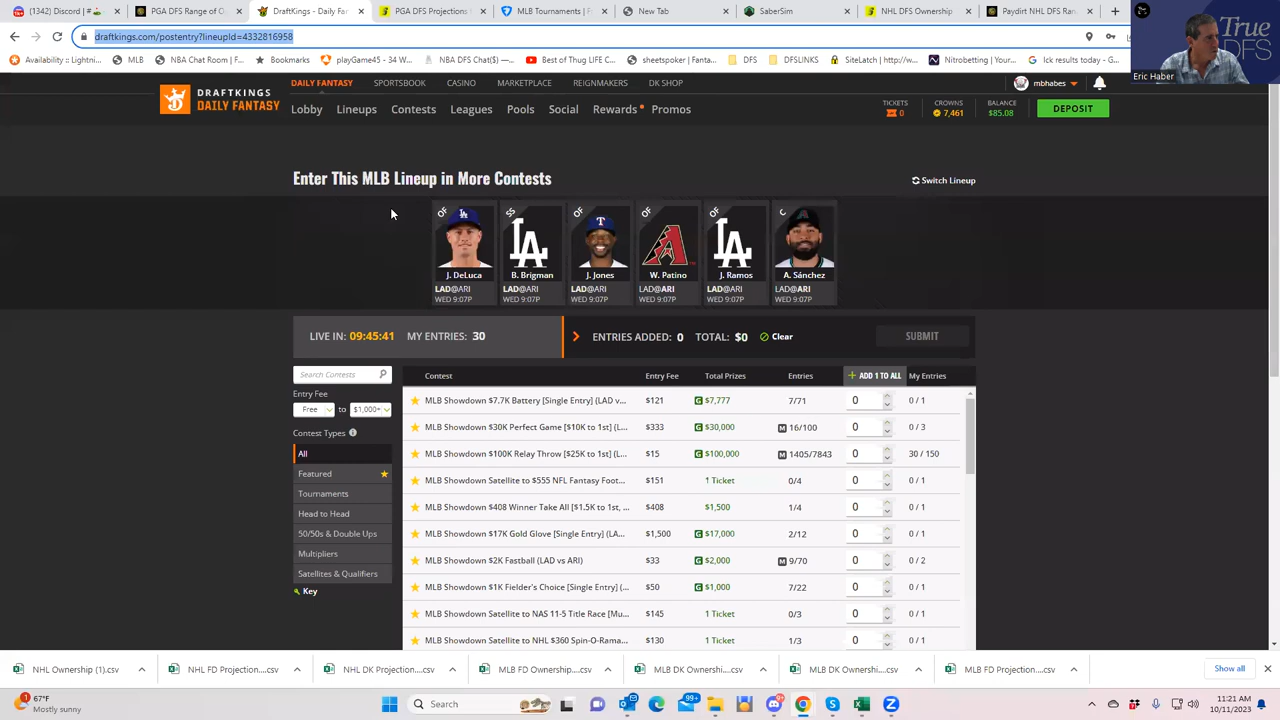 (1342) Discord | #
PGA DFS Range of O
DraftKings - Daily Fan
PGA DFS Projections -
MLB Tournaments | F
New Tab
SaberSim
NHL DFS Ownership
Paydirt DFS Ran
draftkings.com/postentry?lineupId=4332816958
True
DFS
Eric Haber
Availability :: Lightni...
MLB
NBA Chat Room | Gr...
Bookmarks
playGame45 - 34 W...
NBA DFS Chat($) —...
Best of Thug LIFE C...
sheetspoker | Fanta...
DFS
DFSLINKS
SiteLatch | http://w...
Nitrobetting | Your...
Ick results today: G...
DRAFTKINGS
DAILY FANTASY
DAILY FANTASY SPORTSBOOK CASINO MARKETPLACE REIGNMAKERS DK SHOP
mbhabes
Lobby Lineups Contests Leagues Pools Social Rewards Promos
TICKETS CROWNS BALANCE
0 7,461 $85.08
DEPOSIT
Enter This MLB Lineup in More Contests
Switch Lineup
OF SS OF OF OF C
J. DeLuca B. Brigman J. Jones W. Patino J. Ramos A. Sánchez
LAD@ARI LAD@ARI LAD@ARI LAD@ARI LAD@ARI LAD@ARI
WED 9:07P WED 9:07P WED 9:07P WED 9:07P WED 9:07P WED 9:07P
LIVE IN: 09:45:41 MY ENTRIES: 30 ENTRIES ADDED: 0 TOTAL: $0 Clear SUBMIT
Search Contests
Entry Fee
Free to $1,000+
Contest Types
All
Featured
Tournaments
Head to Head
50/50s & Double Ups
Multipliers
Satellites & Qualifiers
Key
Contest Entry Fee Total Prizes Entries + ADD 1 TO ALL My Entries
MLB Showdown $7.7K Battery [Single Entry] (LAD v... $121 G $7,777 7/71 0 0 / 1
MLB Showdown $30K Perfect Game [$10K to 1st] (L... $333 G $30,000 M 16/100 0 0 / 3
MLB Showdown $100K Relay Throw [$25K to 1st] (L... $15 G $100,000 M 1405/7843 0 30 / 150
MLB Showdown Satellite to $555 NFL Fantasy Foot... $151 1 Ticket 0/4 0 0 / 1
MLB Showdown $408 Winner Take All [$1.5K to 1st, ... $408 $1,500 1/4 0 0 / 1
MLB Showdown $17K Gold Glove [Single Entry] (LA... $1,500 G $17,000 2/12 0 0 / 1
MLB Showdown $2K Fastball (LAD vs ARI) $33 G $2,000 M 9/70 0 0 / 2
MLB Showdown $1K Fielder's Choice [Single Entry] (... $50 G $1,000 7/22 0 0 / 1
MLB Showdown Satellite to NAS 11-5 Title Race [Mu... $145 1 Ticket 0/3 0 0 / 1
MLB Showdown Satellite to NHL $360 Spin-O-Rama... $130 1 Ticket 1/3 0 0 / 1
NHL Ownership (1).csv
NHL FD Projection....csv
NHL DK Projection....csv
MLB FD Ownership....csv
MLB DK Ownershi....csv
MLB DK Ownershi....csv
MLB FD Projection....csv
Show all
67°F
Mostly sunny
Search
99+
11:21 AM
10/11/2023